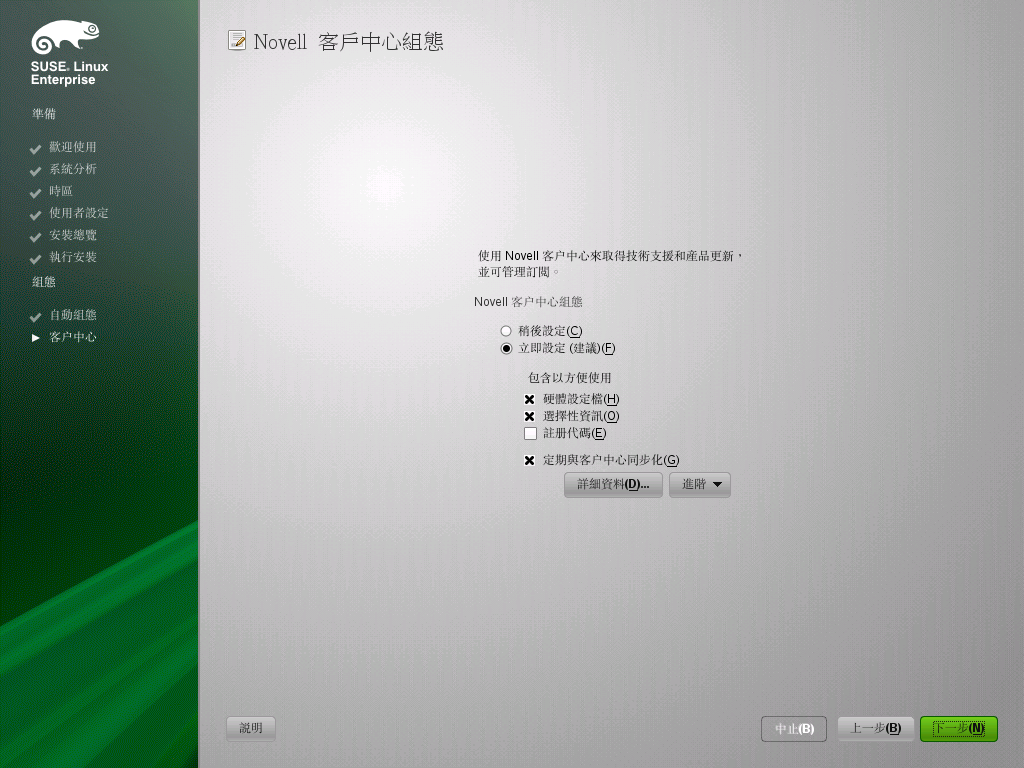 SUSE. Linux
Enterprise
準備
歡迎使用
系統分析
時區
使用者設定
安裝總覽
執行安裝
組態
自動組態
客戶中心
Novell 客戶中心組態
使用 Novell 客戶中心來取得技術支援和產品更新，
並可管理訂閱。
Novell 客戶中心組態
稍後設定(C)
立即設定 (建議)(F)
包含以方便使用
硬體設定檔(H)
選擇性資訊(O)
註冊代碼(E)
定期與客戶中心同步化(G)
詳細資料(D)...
進階
說明
中止(B)
上一步(B)
下一步(N)